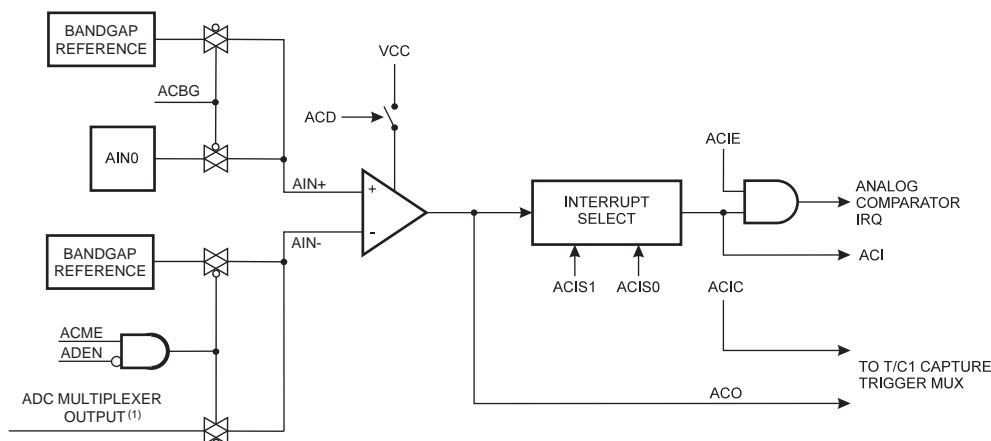 BANDGAP
REFERENCE
VCC
ACBG
ACD
ACIE
AIN0
AIN+
+
-
INTERRUPT
SELECT
ANALOG
COMPARATOR
IRQ
AIN-
BANDGAP
REFERENCE
ACI
ACIS1
ACIS0
ACIC
ACME
ADEN
TO T/C1 CAPTURE
TRIGGER MUX
ADC MULTIPLEXER
OUTPUT (1)
ACO